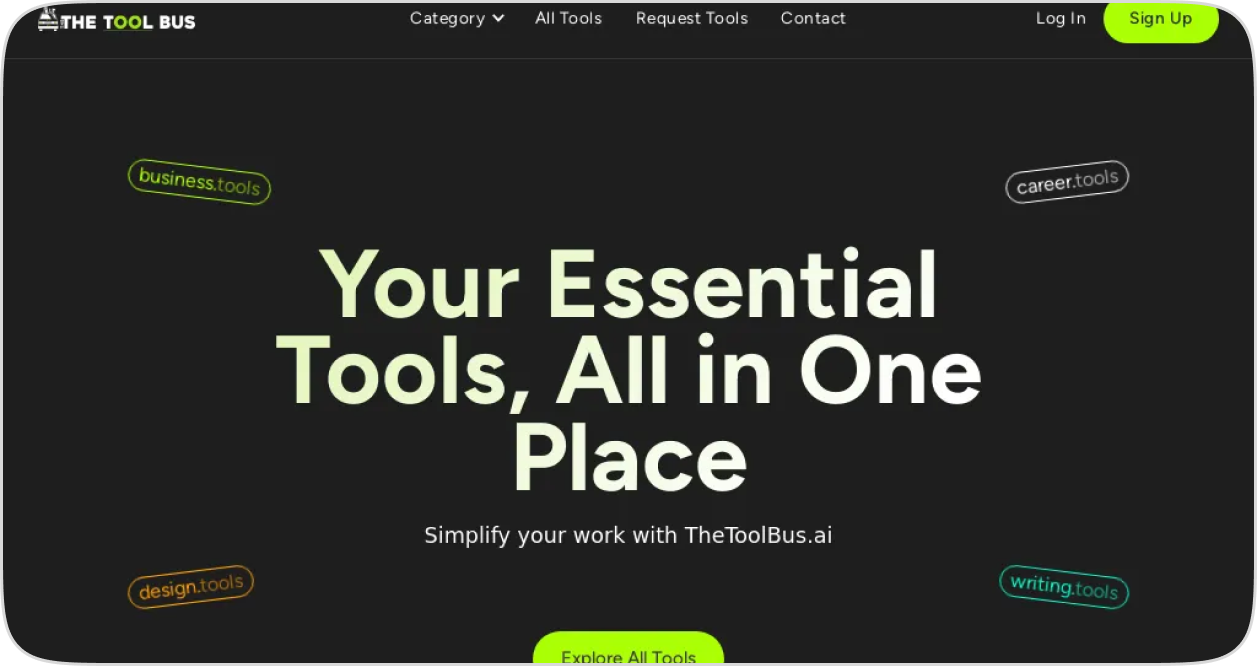 THE TOOL BUS
Category
All Tools
Request Tools
Contact
Log In
Sign Up
business.tools
career.tools
Your Essential
Tools, All in One
Place
Simplify your work with TheToolBus.ai
design.tools
writing.tools
Explore All Tools